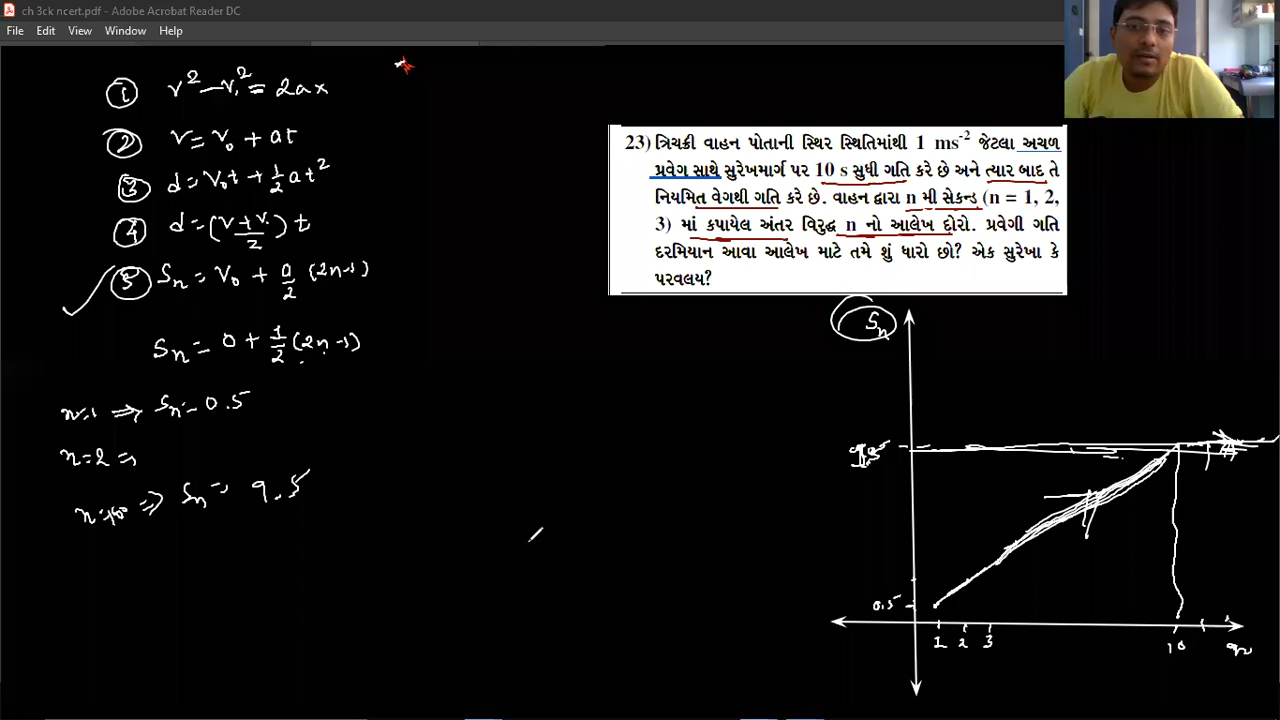 ch 3ck ncert.pdf - Adobe Acrobat Reader DC
File Edit View Window Help
① v² - v₀² = 2ax
② v = v₀ + at
③ d = v₀t + ½at²
④ d = (v + v₀ / 2) t
⑤ Sn = v₀ + a/2 (2n-1)
Sn = 0 + 1/2 (2n-1)
n=1 ⇒ Sn = 0.5
n=2 ⇒
n=10 ⇒ Sn = 9.5
23) ત્રિચક્રી વાહન પોતાની સ્થિર સ્થિતિમાંથી 1 ms⁻² જેટલા અચળ
પ્રવેગ સાથે સુરેખમાર્ગ પર 10 s સુધી ગતિ કરે છે અને ત્યાર બાદ તે
નિયમિત વેગથી ગતિ કરે છે. વાહન દ્વારા n મી સેકન્ડ (n = 1, 2,
3) માં કપાયેલ અંતર વિરુદ્ધ n નો આલેખ દોરો. પ્રવેગી ગતિ
દરમિયાન આવા આલેખ માટે તમે શું ધારો છો? એક સુરેખા કે
પરવલય?
Sn
9.5
0.5
1 2 3 10